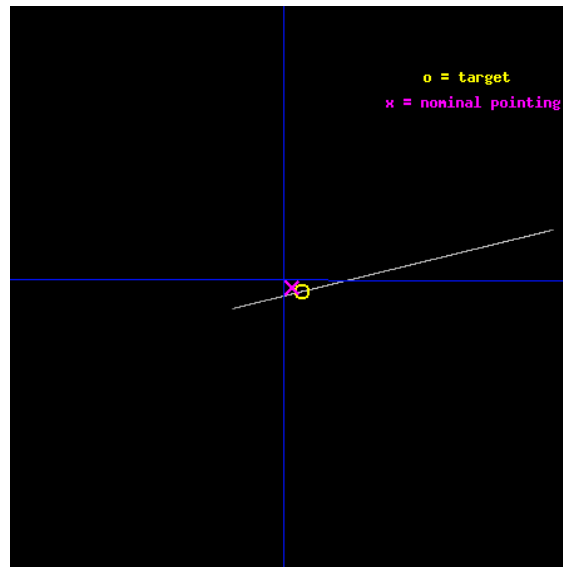 o = target
x = nominal pointing